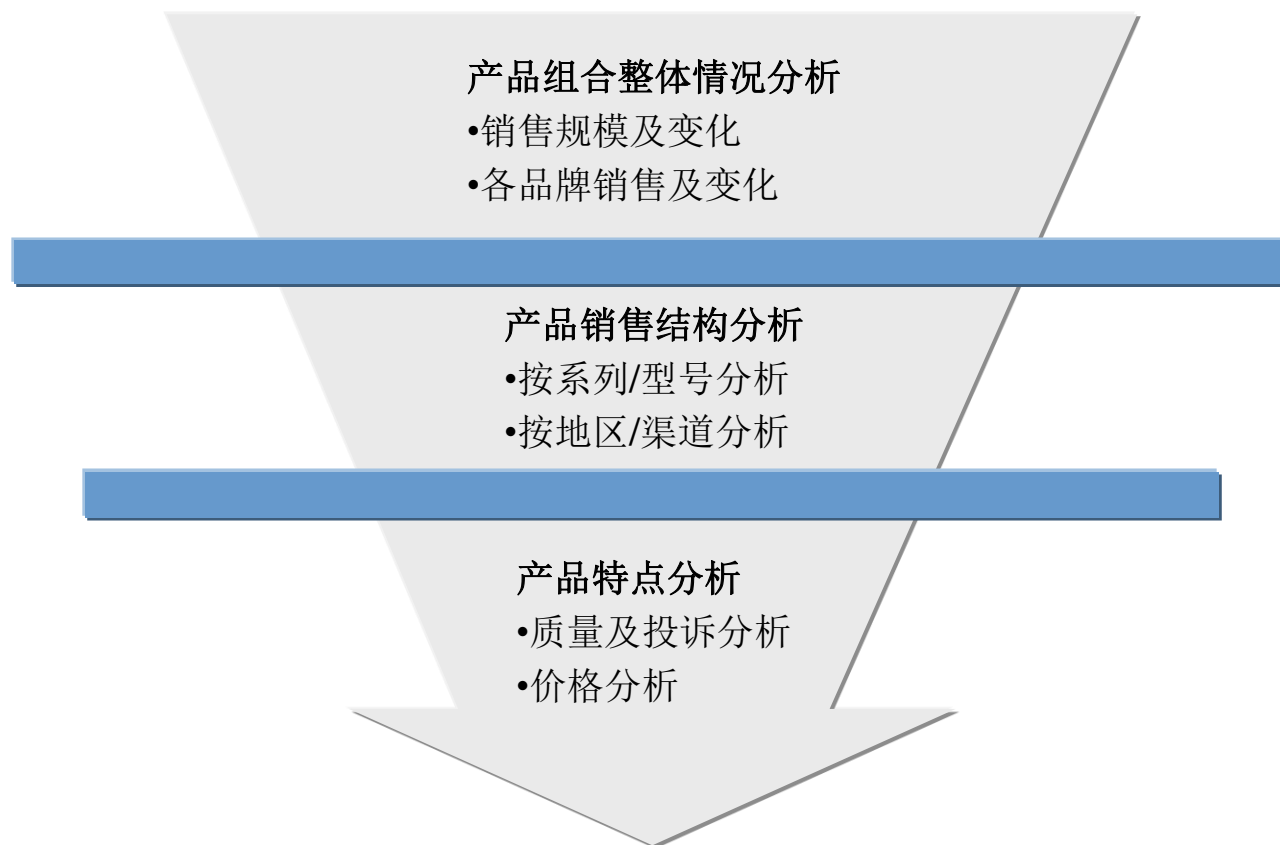 产品组合整体情况分析
•销售规模及变化
•各品牌销售及变化
产品销售结构分析
•按系列/型号分析
•按地区/渠道分析
产品特点分析
•质量及投诉分析
•价格分析